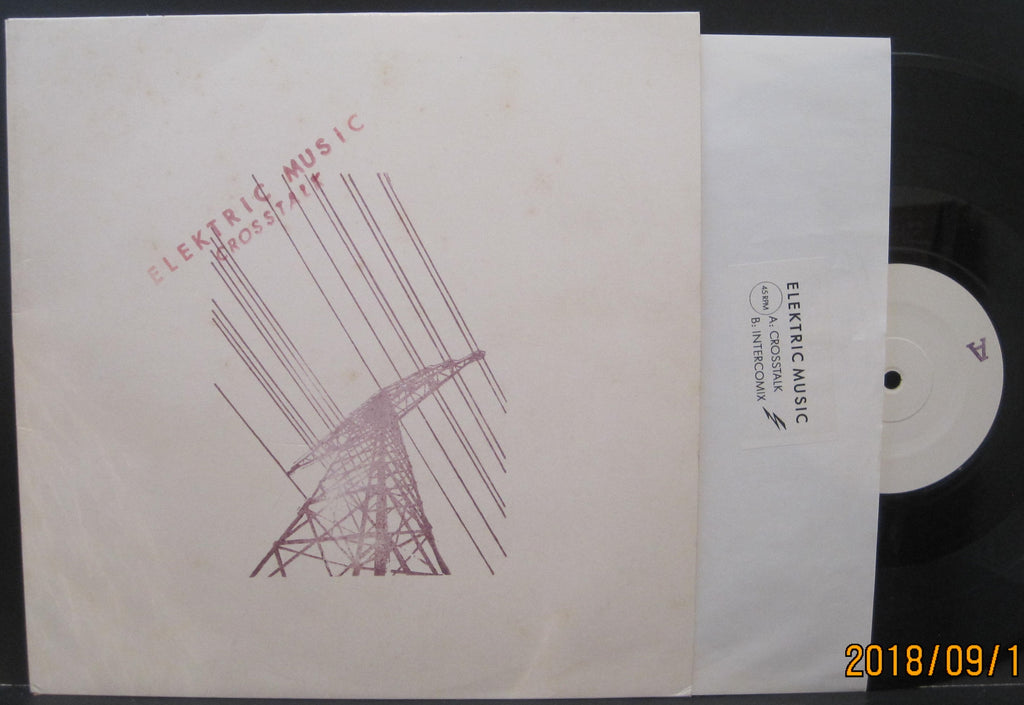 ELEKTRIC MUSIC
CROSSTALK
ELEKTRIC MUSIC
45 RPM
A: CROSSTALK
B: INTERCOMIX
A
2018/09/1